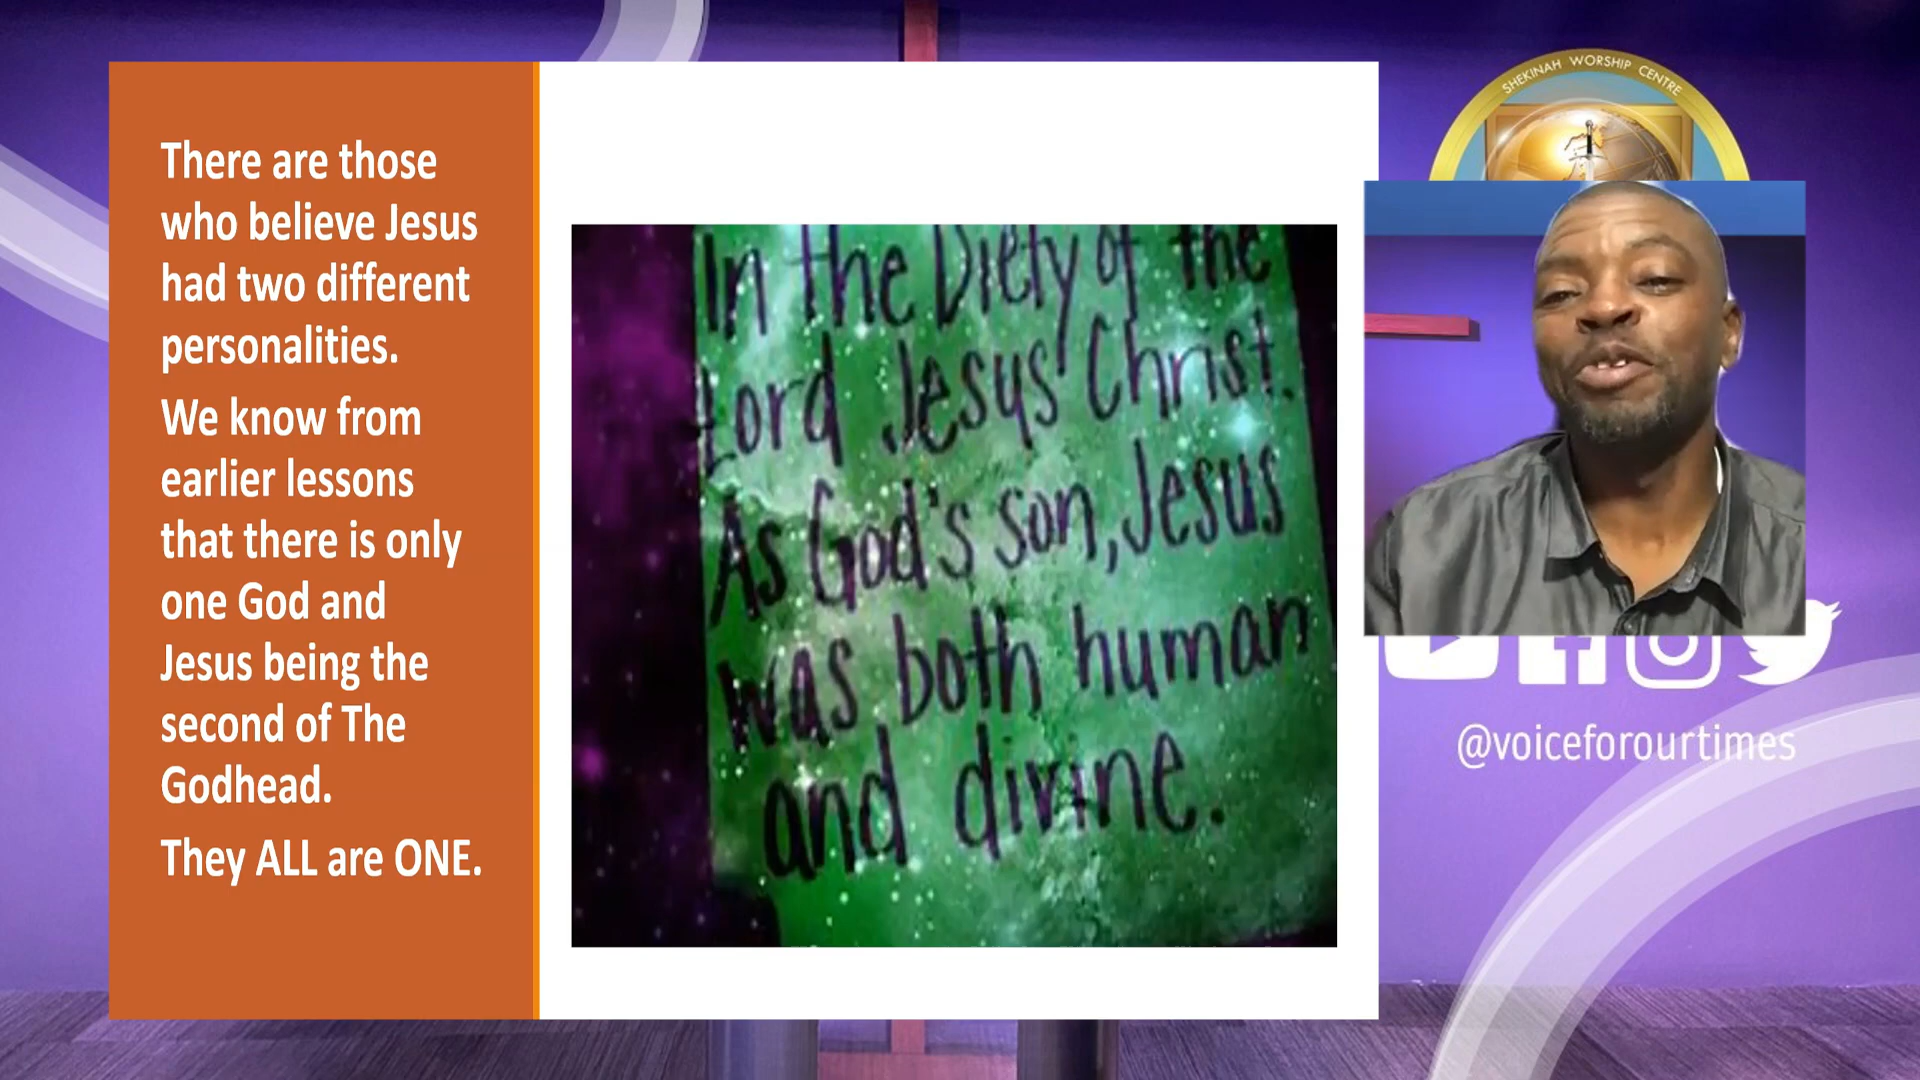 There are those
who believe Jesus
had two different
personalities.
We know from
earlier lessons
that there is only
one God and
Jesus being the
second of The
Godhead.
They ALL are ONE.
In the Diety of the
Lord Jesus Christ.
As God's son, Jesus
was both human
and divine.
SHEKINAH WORSHIP CENTRE
@voiceforourtimes